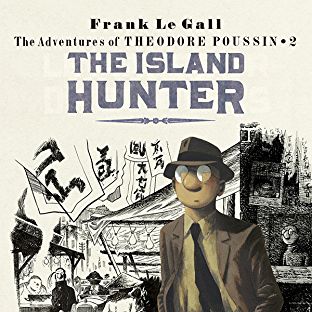 Frank Le Gall
The Adventures of THEODORE POUSSIN • 2
THE ISLAND
HUNTER